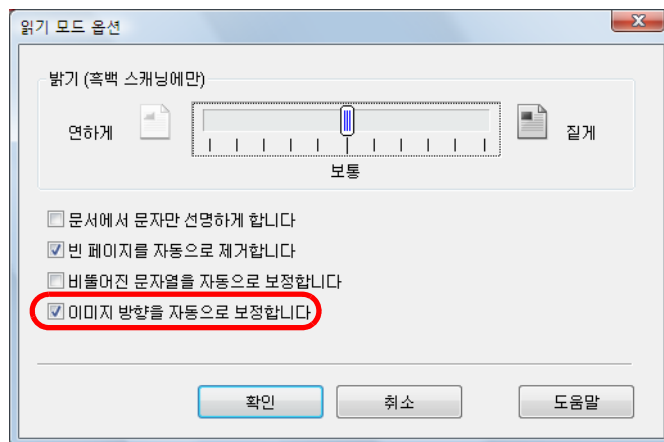 읽기 모드 옵션
밝기 (흑백 스캐닝에만)
연하게
짙게
보통
문서에서 문자만 선명하게 합니다
빈 페이지를 자동으로 제거합니다
비뚤어진 문자열을 자동으로 보정합니다
이미지 방향을 자동으로 보정합니다
확인 취소 도움말